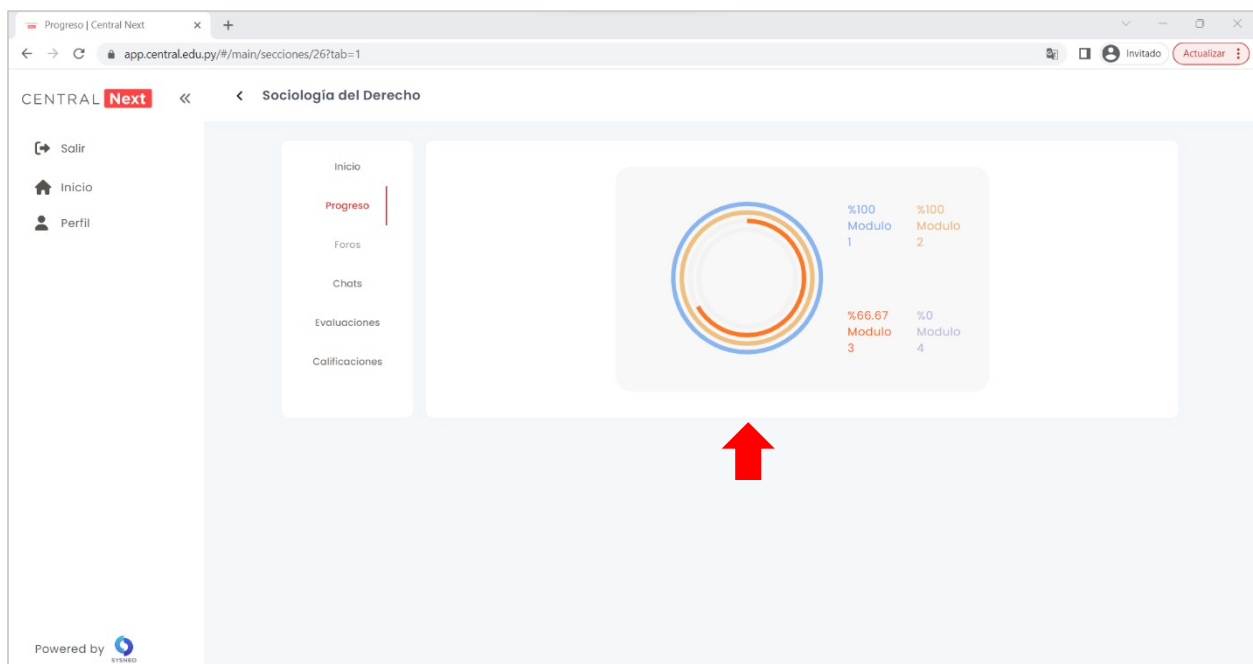 Progreso | Central Next
app.central.edu.py/#/main/secciones/26?tab=1
Invitado
Actualizar
CENTRAL Next
Sociología del Derecho
Salir
Inicio
Perfil
Inicio
Progreso
Foros
Chats
Evaluaciones
Calificaciones
%100
Modulo
1
%100
Modulo
2
%66.67
Modulo
3
%0
Modulo
4
Powered by
SYSNEO